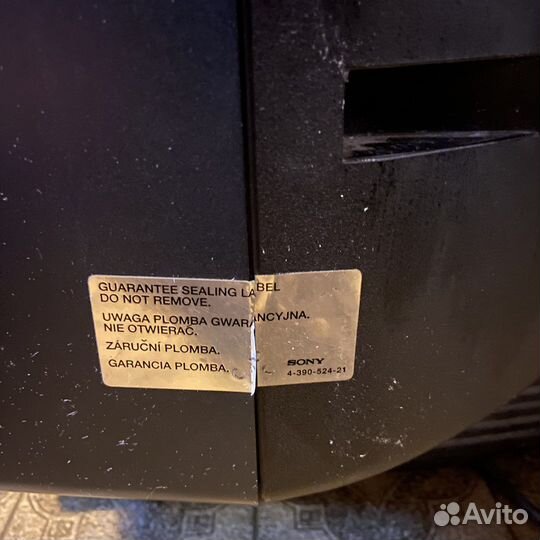 GUARANTEE SEALING LABEL
DO NOT REMOVE.
UWAGA PLOMBA GWARANCYJNA.
NIE OTWIERAĆ.
ZÁRUČNÍ PLOMBA.
GARANCIA PLOMBA.
SONY
4-390-524-21
Avito